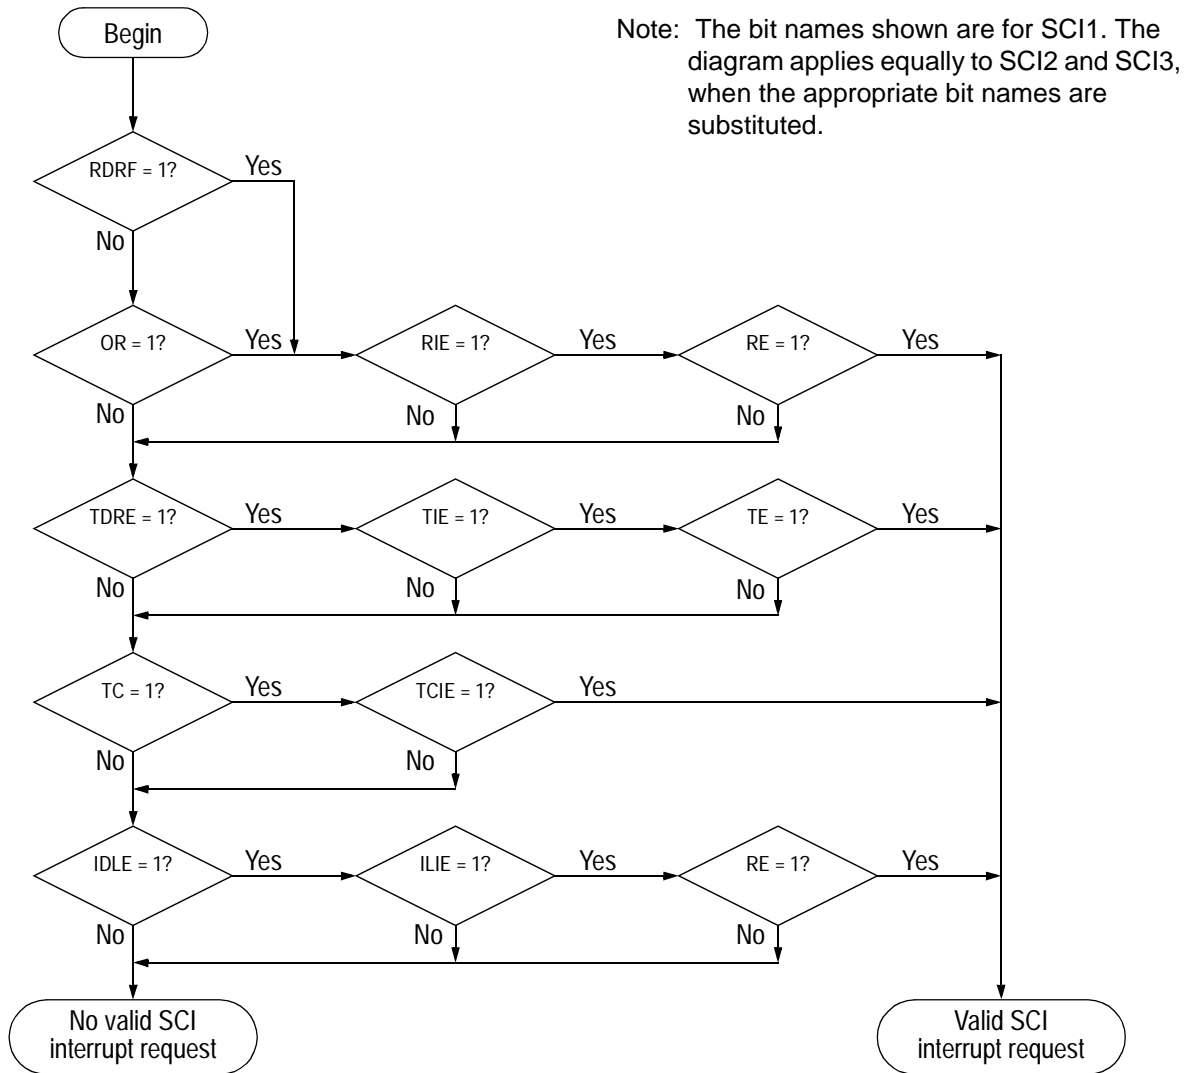 Begin
Note: The bit names shown are for SCI1. The
diagram applies equally to SCI2 and SCI3,
when the appropriate bit names are
substituted.
RDRF = 1?
Yes
No
OR = 1?
Yes
RIE = 1?
Yes
RE = 1?
Yes
No
No
No
TDRE = 1?
Yes
TIE = 1?
Yes
TE = 1?
Yes
No
No
No
TC = 1?
Yes
TCIE = 1?
Yes
No
No
IDLE = 1?
Yes
ILIE = 1?
Yes
RE = 1?
Yes
No
No
No
No valid SCI
interrupt request
Valid SCI
interrupt request